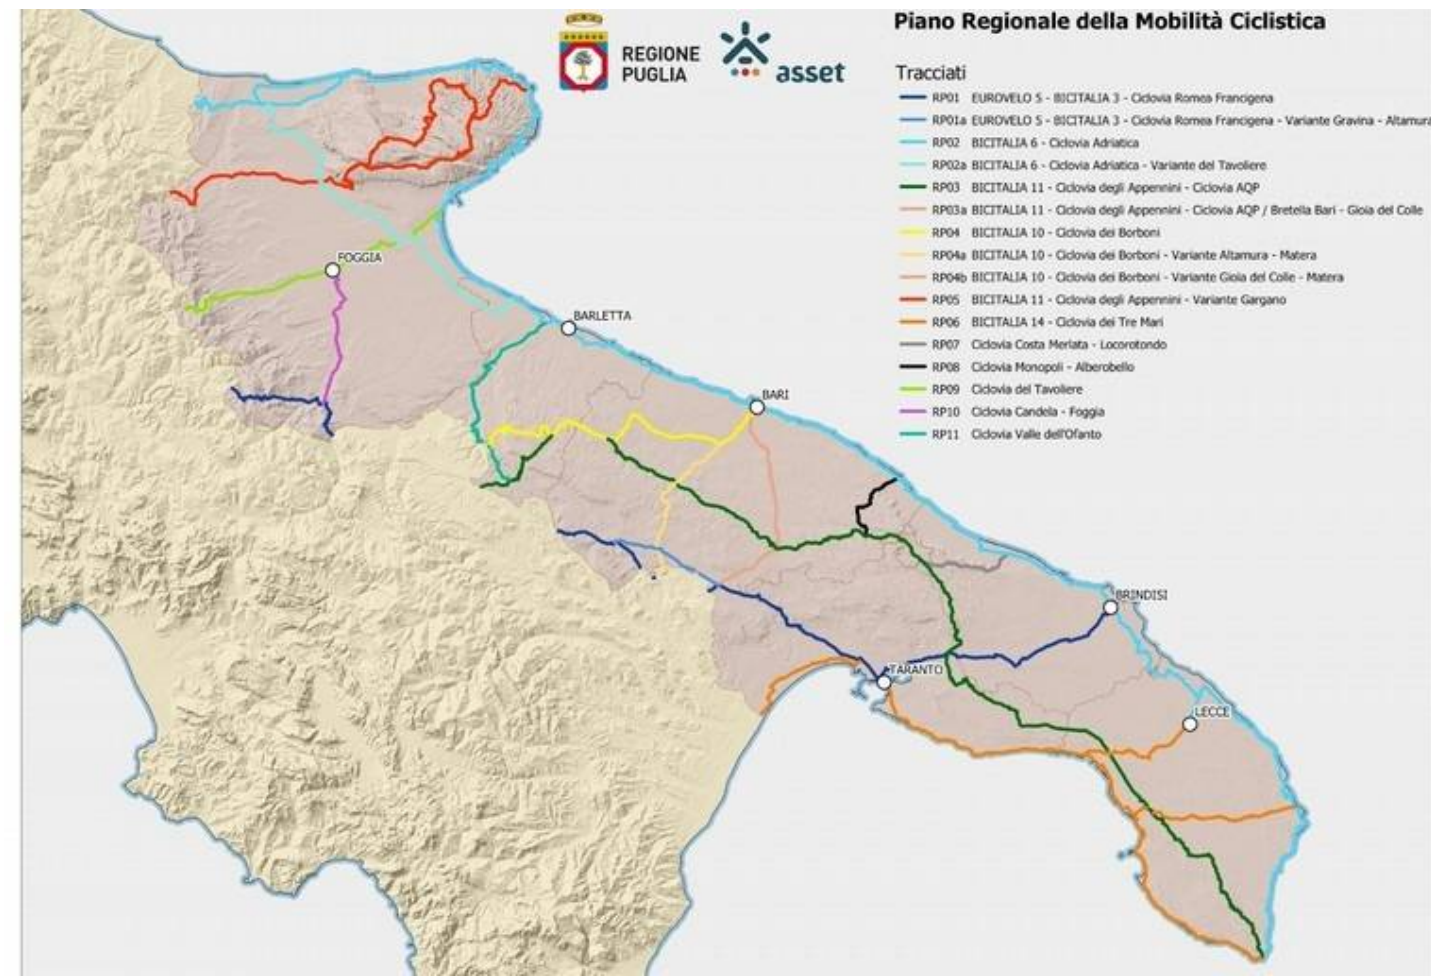 Piano Regionale della Mobilità Ciclistica
REGIONE
PUGLIA
asset
Tracciati
RP01 EUROVELO 5 - BICITALIA 3 - Ciclovia Romea Francigena
RP01a EUROVELO 5 - BICITALIA 3 - Ciclovia Romea Francigena - Variante Gravina - Altamura
RP02 BICITALIA 6 - Ciclovia Adriatica
RP02a BICITALIA 6 - Ciclovia Adriatica - Variante del Tavoliere
RP03 BICITALIA 11 - Ciclovia degli Appennini - Ciclovia AQP
RP03a BICITALIA 11 - Ciclovia degli Appennini - Ciclovia AQP / Bretella Bari - Gioia del Colle
RP04 BICITALIA 10 - Ciclovia dei Borboni
RP04a BICITALIA 10 - Ciclovia dei Borboni - Variante Altamura - Matera
RP04b BICITALIA 10 - Ciclovia dei Borboni - Variante Gioia del Colle - Matera
RP05 BICITALIA 11 - Ciclovia degli Appennini - Variante Gargano
RP06 BICITALIA 14 - Ciclovia dei Tre Mari
RP07 Ciclovia Costa Merlata - Locorotondo
RP08 Ciclovia Monopoli - Alberobello
RP09 Ciclovia del Tavoliere
RP10 Ciclovia Candela - Foggia
RP11 Ciclovia Valle dell'Ofanto
FOGGIA
BARLETTA
BARI
BRINDISI
TARANTO
LECCE